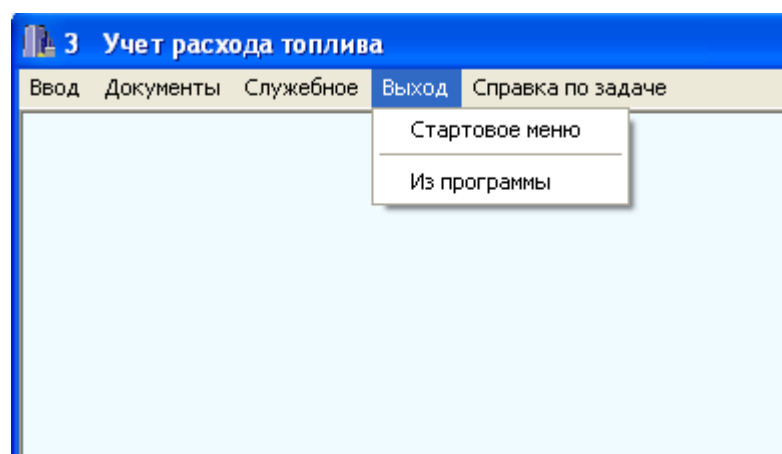 3 Учет расхода топлива
Ввод Документы Служебное Выход Справка по задаче
Стартовое меню
Из программы